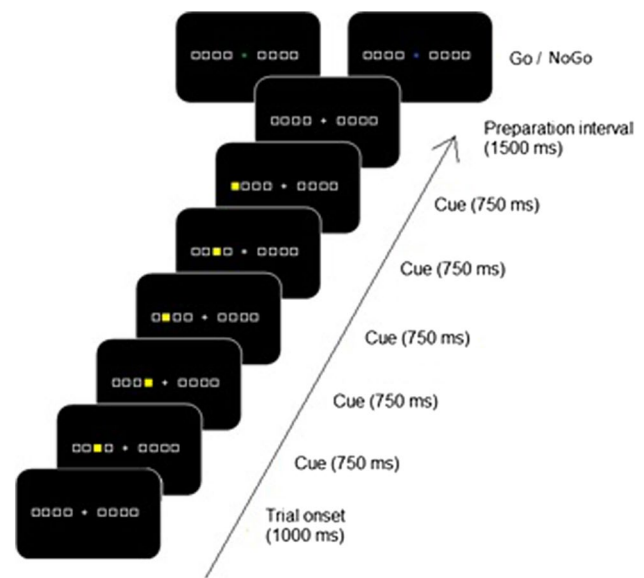 Go / NoGo
Preparation interval
(1500 ms)
Cue (750 ms)
Cue (750 ms)
Cue (750 ms)
Cue (750 ms)
Cue (750 ms)
Trial onset
(1000 ms)